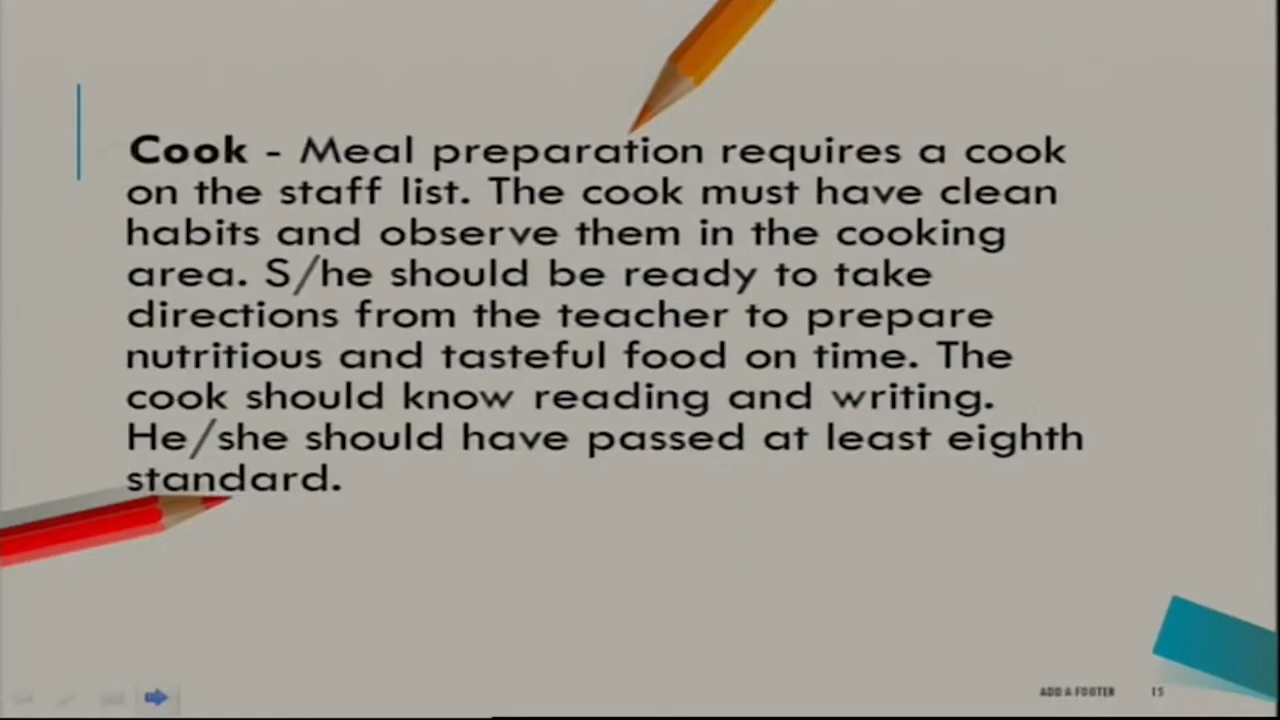 Cook - Meal preparation requires a cook
on the staff list. The cook must have clean
habits and observe them in the cooking
area. S/he should be ready to take
directions from the teacher to prepare
nutritious and tasteful food on time. The
cook should know reading and writing.
He/she should have passed at least eighth
standard.
ADD A FOOTER 15